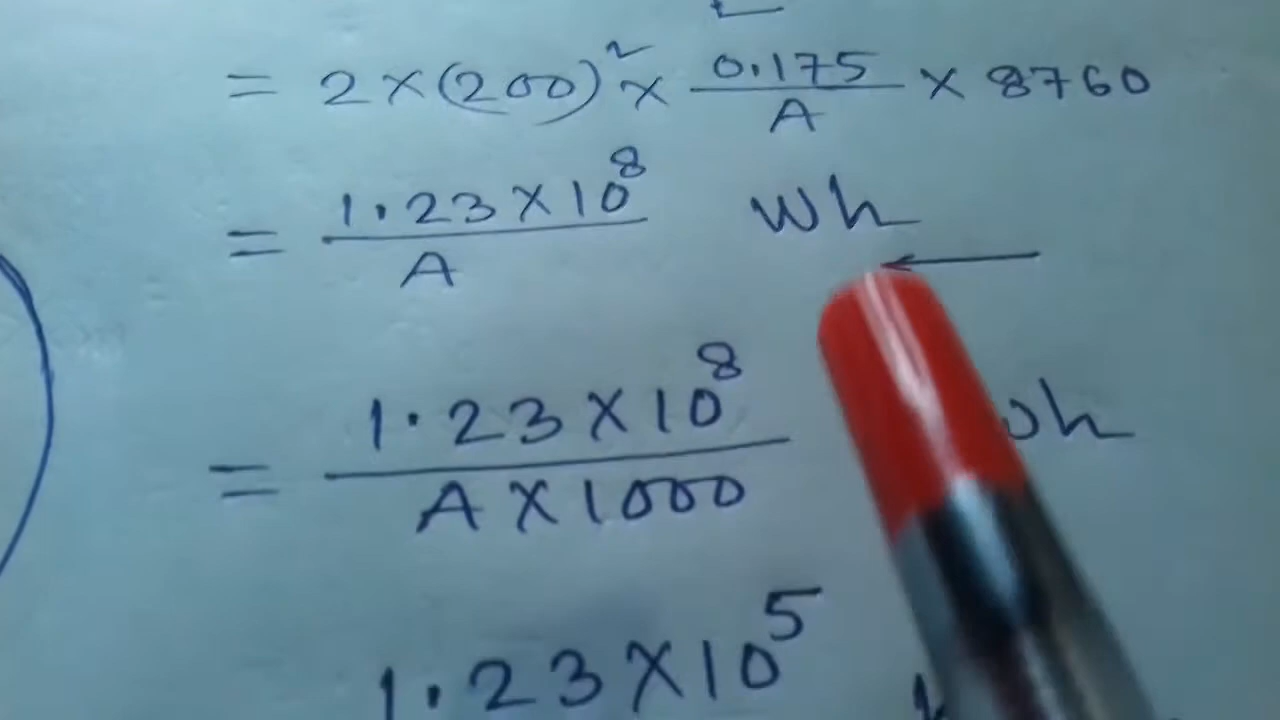 = 2 × (200)² × 0.175/A × 8760
= 1.23 × 10⁸/A Wh
= 1.23 × 10⁸/A × 1000
1.23 × 10⁵